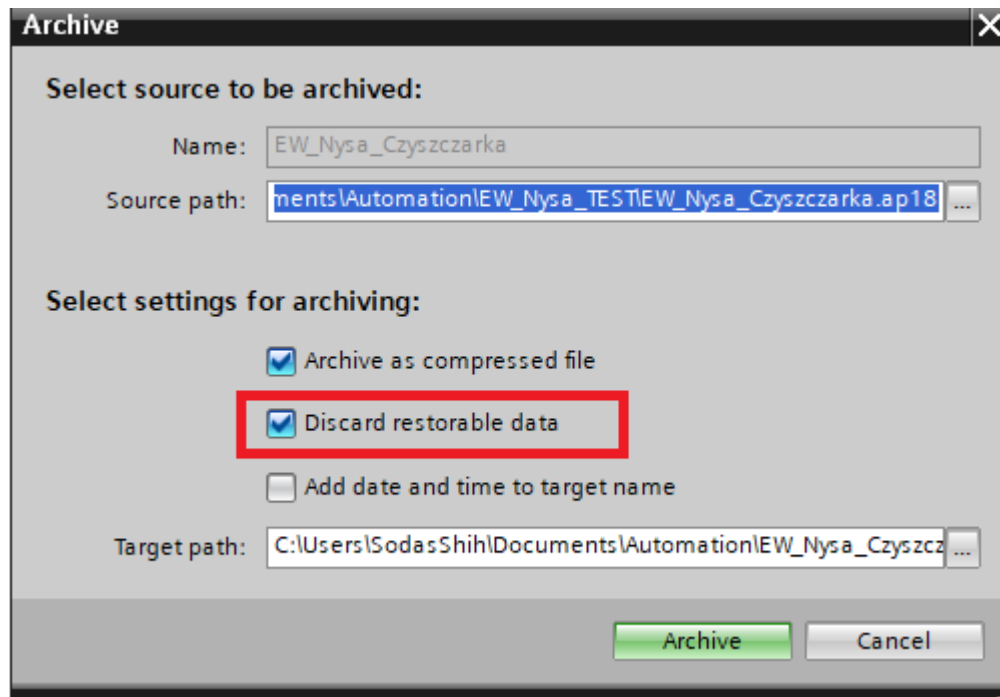 Archive
Select source to be archived:
Name: EW_Nysa_Czyszczarka
Source path: ments\Automation\EW_Nysa_TEST\EW_Nysa_Czyszczarka.ap18 ...
Select settings for archiving:
Archive as compressed file
Discard restorable data
Add date and time to target name
Target path: C:\Users\SodasShih\Documents\Automation\EW_Nysa_Czyszcz ...
Archive Cancel